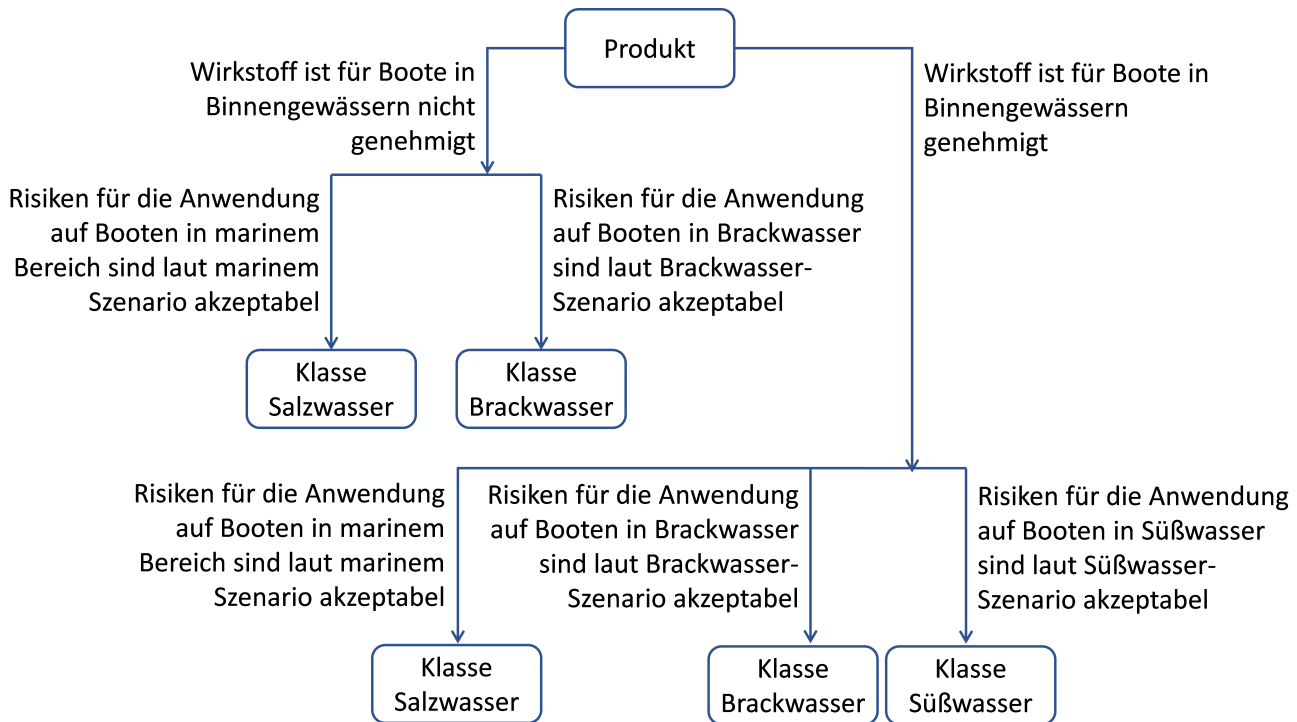 Produkt
Wirkstoff ist für Boote in
Binnengewässern nicht
genehmigt
Wirkstoff ist für Boote in
Binnengewässern
genehmigt
Risiken für die Anwendung
auf Booten in marinem
Bereich sind laut marinem
Szenario akzeptabel
Risiken für die Anwendung
auf Booten in Brackwasser
sind laut Brackwasser-
Szenario akzeptabel
Klasse
Salzwasser
Klasse
Brackwasser
Risiken für die Anwendung
auf Booten in marinem
Bereich sind laut marinem
Szenario akzeptabel
Risiken für die Anwendung
auf Booten in Brackwasser
sind laut Brackwasser-
Szenario akzeptabel
Risiken für die Anwendung
auf Booten in Süßwasser
sind laut Süßwasser-
Szenario akzeptabel
Klasse
Salzwasser
Klasse
Brackwasser
Klasse
Süßwasser